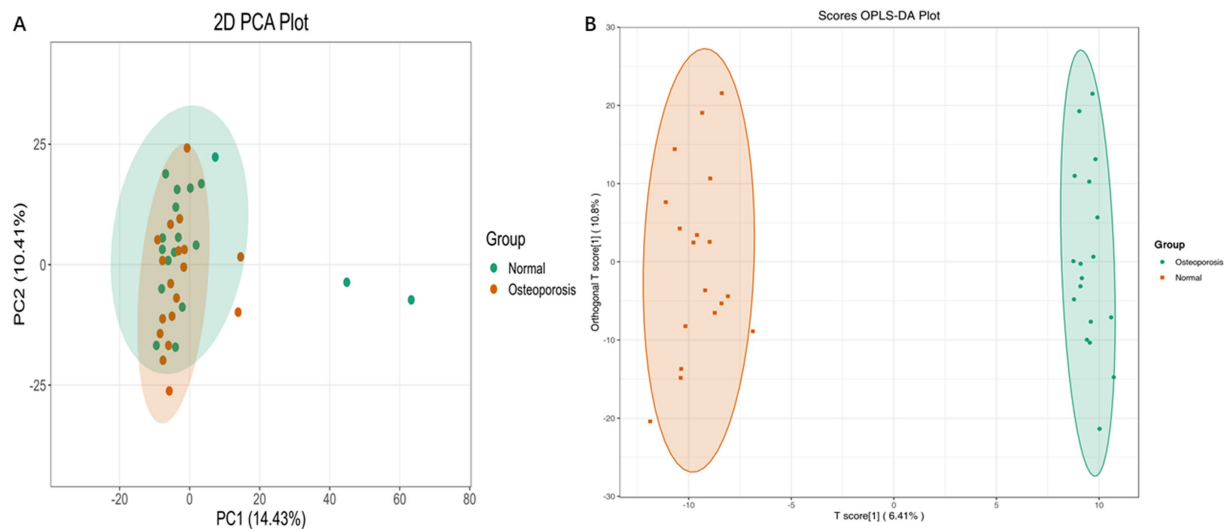 A
2D PCA Plot
25
0
-25
PC2 (10.41%)
-20
0
20
40
60
80
PC1 (14.43%)
Group
Normal
Osteoporosis
B
Scores OPLS-DA Plot
30
20
10
0
-10
-20
-30
Orthogonal T score[1] ( 10.8% )
-10
-5
0
5
10
T score[1] ( 6.41% )
Group
Osteoporosis
Normal